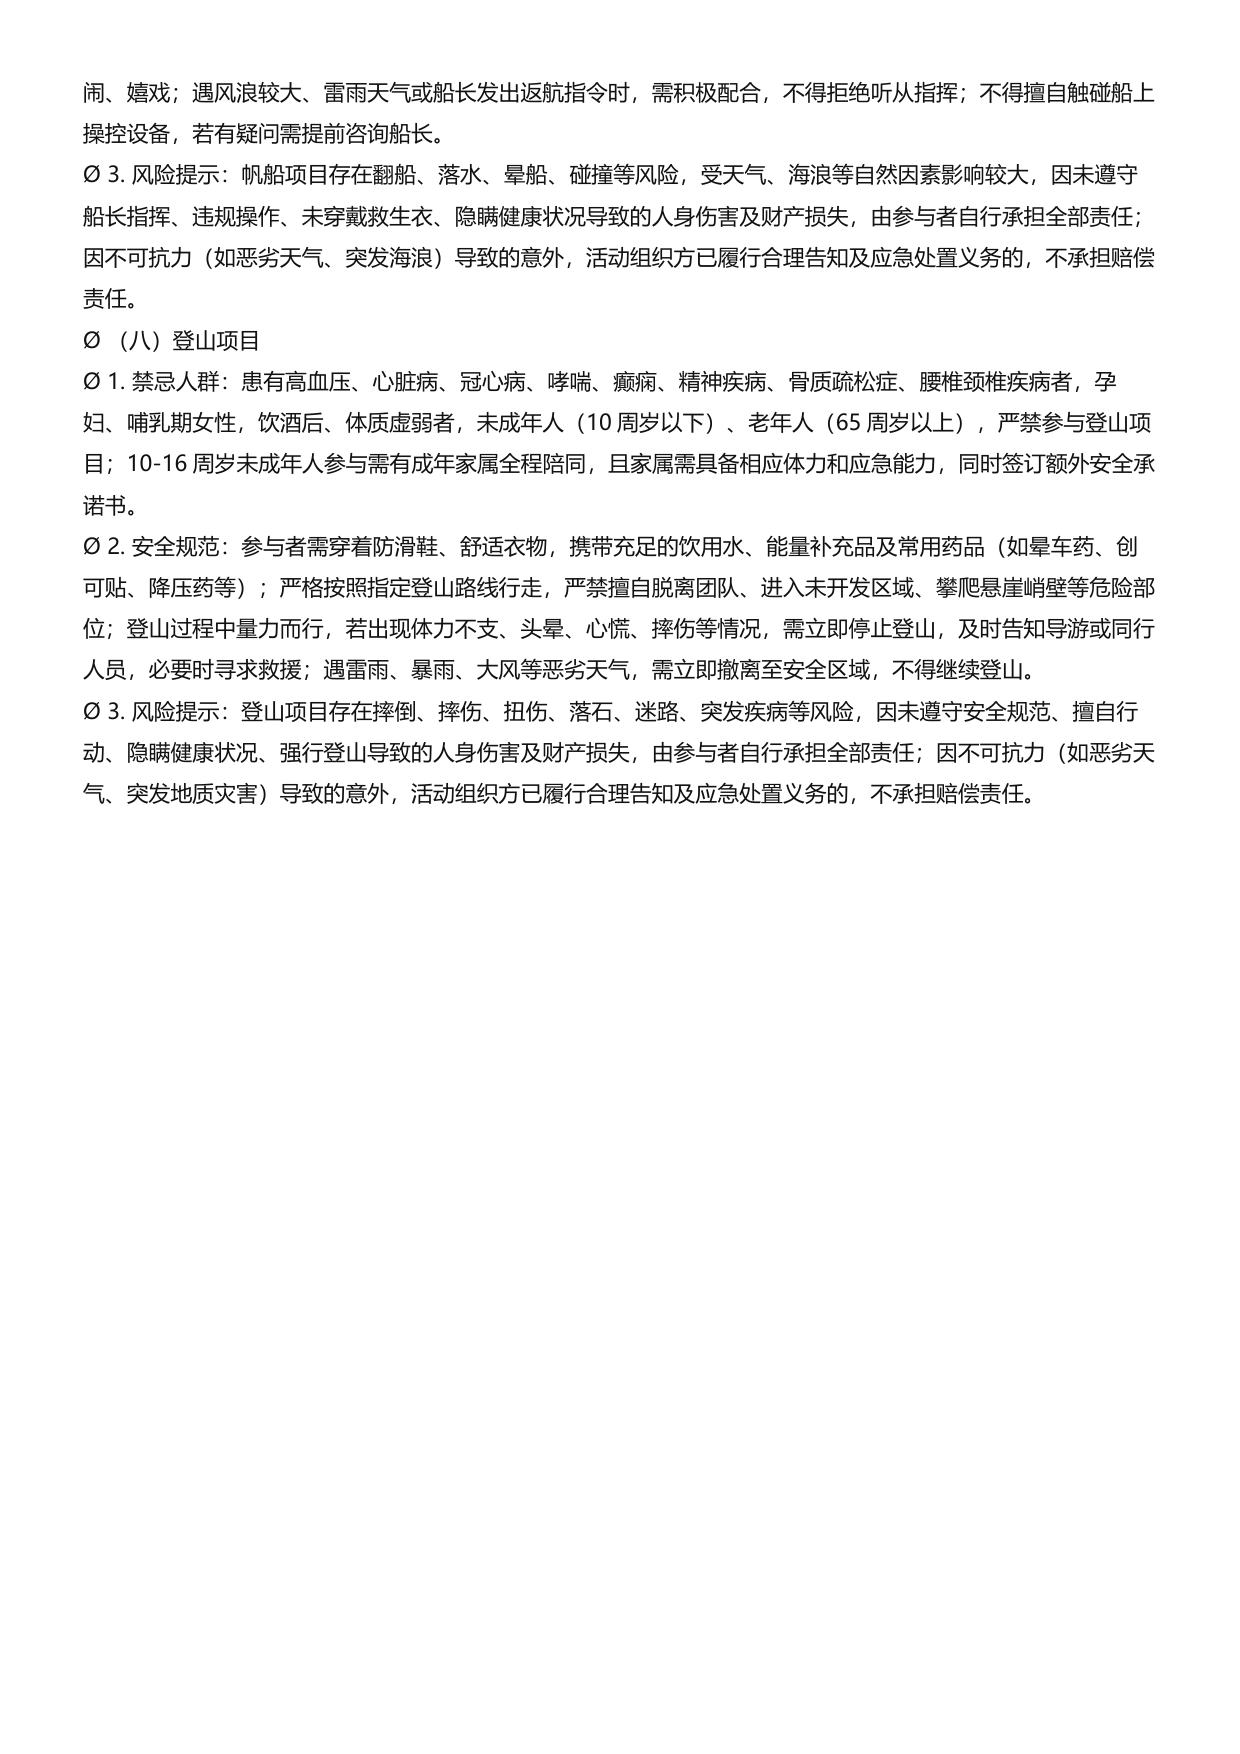 闹、嬉戏；遇风浪较大、雷雨天气或船长发出返航指令时，需积极配合，不得拒绝听从指挥；不得擅自触碰船上
操控设备，若有疑问需提前咨询船长。
Ø 3. 风险提示：帆船项目存在翻船、落水、晕船、碰撞等风险，受天气、海浪等自然因素影响较大，因未遵守
船长指挥、违规操作、未穿戴救生衣、隐瞒健康状况导致的人身伤害及财产损失，由参与者自行承担全部责任；
因不可抗力（如恶劣天气、突发海浪）导致的意外，活动组织方已履行合理告知及应急处置义务的，不承担赔偿
责任。
Ø （八）登山项目
Ø 1. 禁忌人群：患有高血压、心脏病、冠心病、哮喘、癫痫、精神疾病、骨质疏松症、腰椎颈椎疾病者，孕
妇、哺乳期女性，饮酒后、体质虚弱者，未成年人（10 周岁以下）、老年人（65 周岁以上），严禁参与登山项
目；10-16 周岁未成年人参与需有成年家属全程陪同，且家属需具备相应体力和应急能力，同时签订额外安全承
诺书。
Ø 2. 安全规范：参与者需穿着防滑鞋、舒适衣物，携带充足的饮用水、能量补充品及常用药品（如晕车药、创
可贴、降压药等）；严格按照指定登山路线行走，严禁擅自脱离团队、进入未开发区域、攀爬悬崖峭壁等危险部
位；登山过程中量力而行，若出现体力不支、头晕、心慌、摔伤等情况，需立即停止登山，及时告知导游或同行
人员，必要时寻求救援；遇雷雨、暴雨、大风等恶劣天气，需立即撤离至安全区域，不得继续登山。
Ø 3. 风险提示：登山项目存在摔倒、摔伤、扭伤、落石、迷路、突发疾病等风险，因未遵守安全规范、擅自行
动、隐瞒健康状况、强行登山导致的人身伤害及财产损失，由参与者自行承担全部责任；因不可抗力（如恶劣天
气、突发地质灾害）导致的意外，活动组织方已履行合理告知及应急处置义务的，不承担赔偿责任。